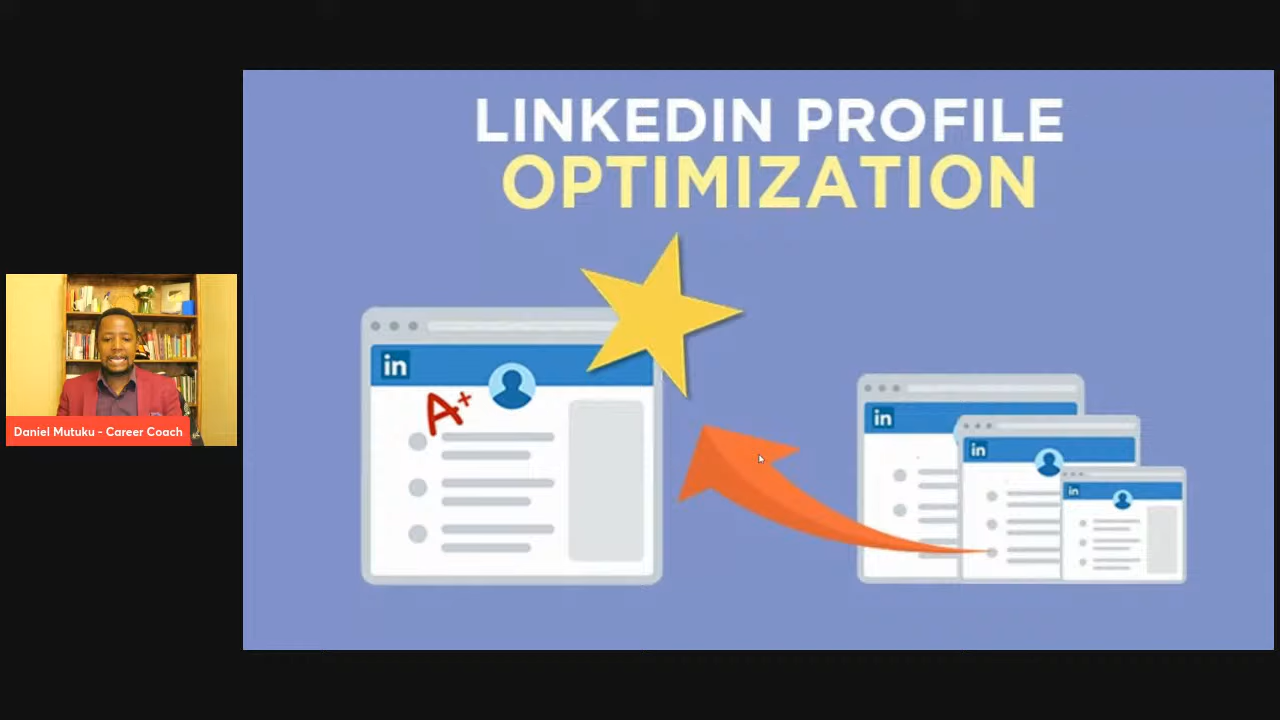 LINKEDIN PROFILE
OPTIMIZATION
in
A+
in
in
in
Daniel Mutuku - Career Coach